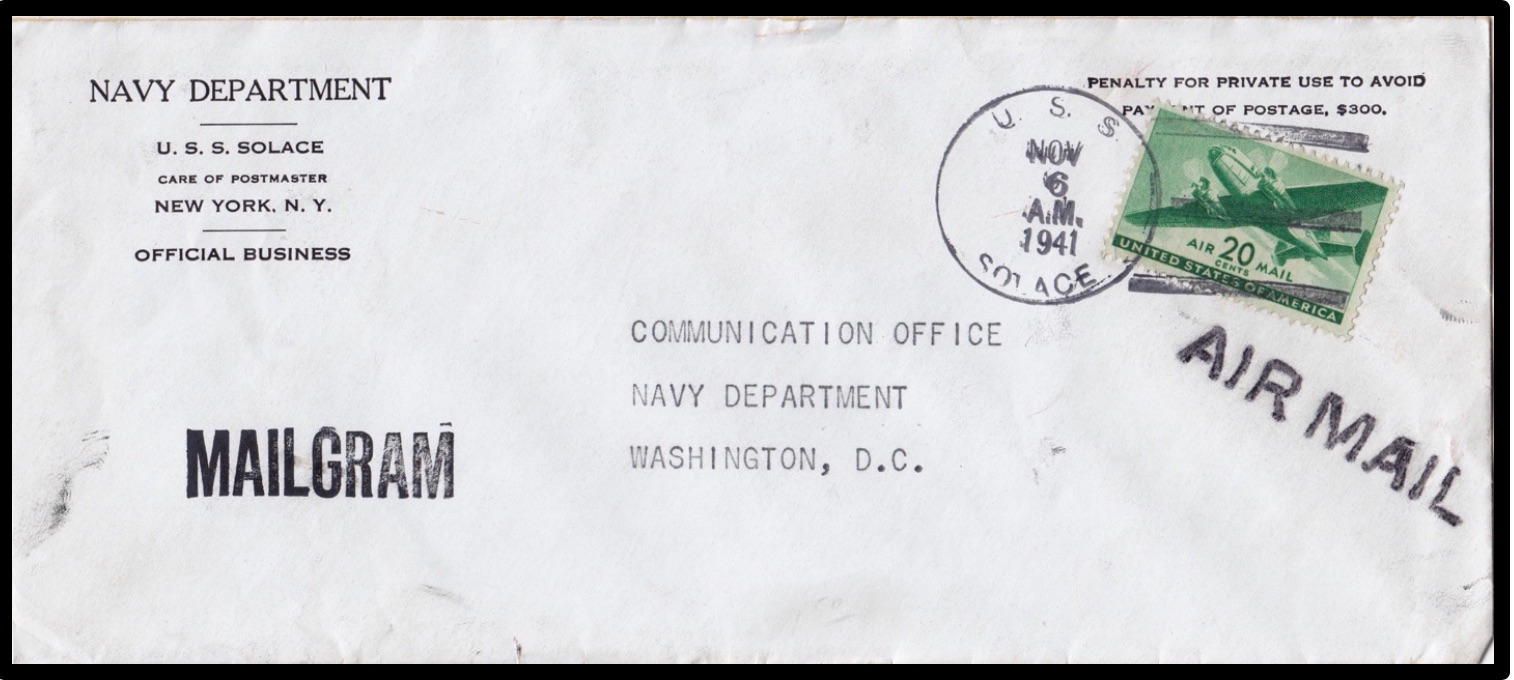 NAVY DEPARTMENT
U. S. S. SOLACE
CARE OF POSTMASTER
NEW YORK, N. Y.
OFFICIAL BUSINESS
PENALTY FOR PRIVATE USE TO AVOID
PAYMENT OF POSTAGE, $300.
U. S. S.
NOV
6
A.M.
1941
SOLACE
AIR 20 MAIL
CENTS
UNITED STATES OF AMERICA
AIR MAIL
COMMUNICATION OFFICE
NAVY DEPARTMENT
WASHINGTON, D.C.
MAILGRAM